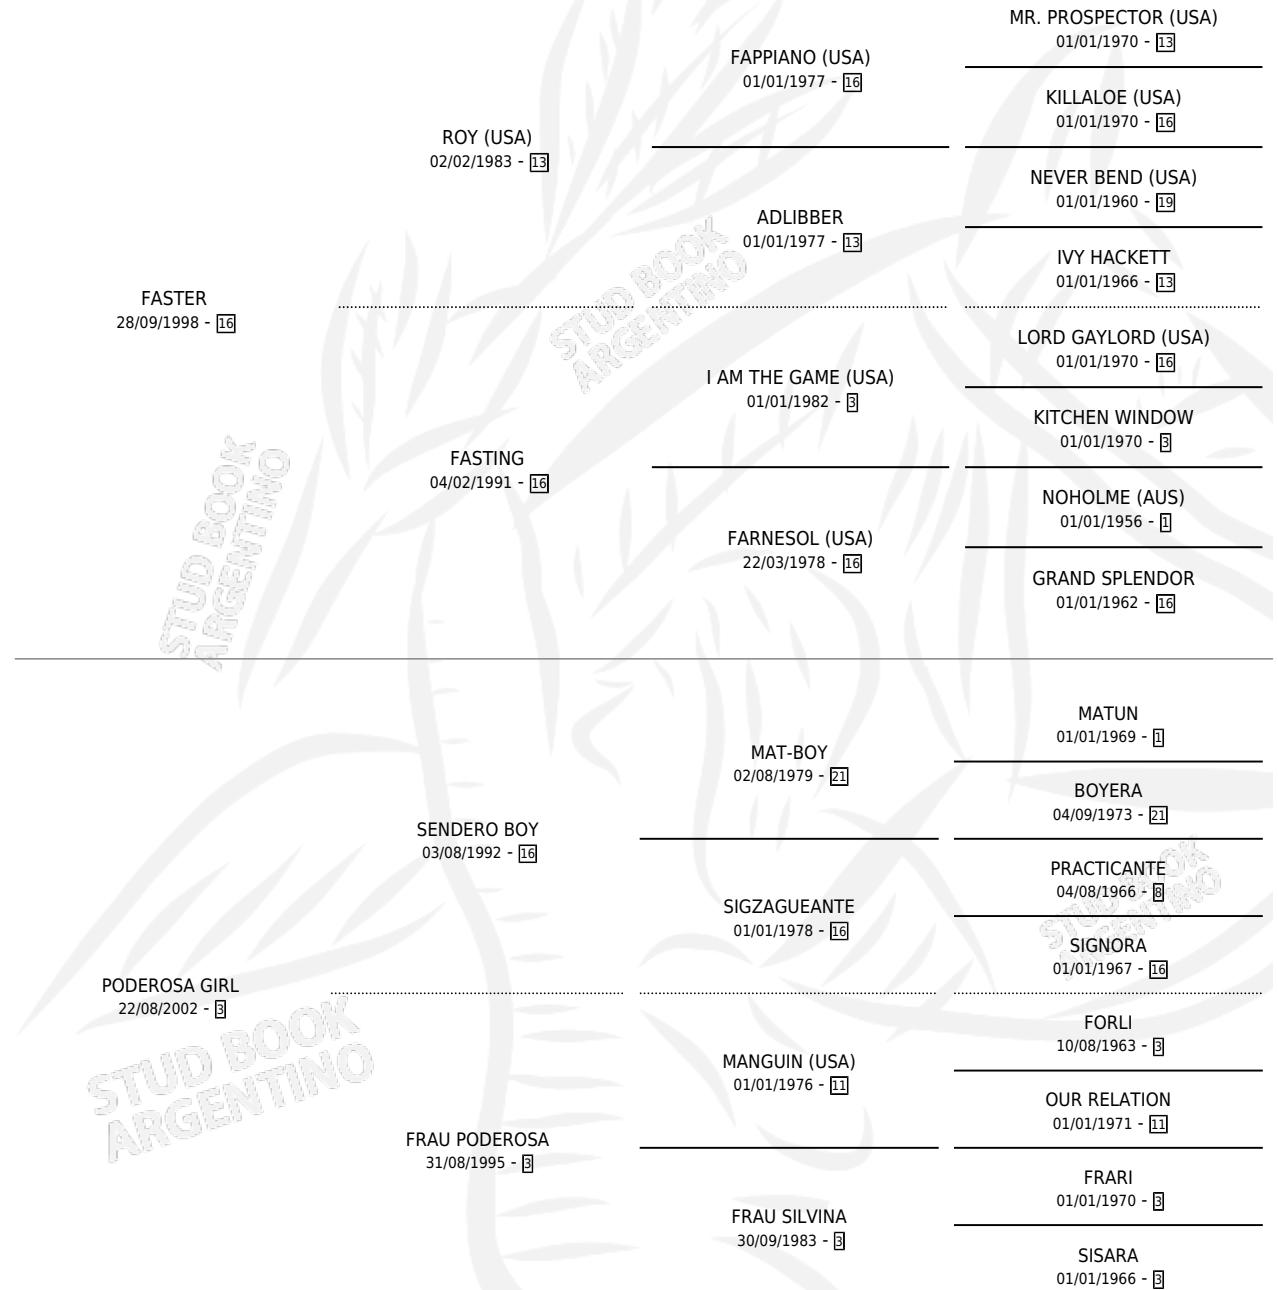 MR. PROSPECTOR (USA)
01/01/1970 - 13
FAPPIANO (USA)
01/01/1977 - 16
KILLALOE (USA)
01/01/1970 - 16
ROY (USA)
02/02/1983 - 13
NEVER BEND (USA)
01/01/1960 - 19
ADLIBBER
01/01/1977 - 13
IVY HACKETT
01/01/1966 - 13
FASTER
28/09/1998 - 16
LORD GAYLORD (USA)
01/01/1970 - 16
I AM THE GAME (USA)
01/01/1982 - 3
KITCHEN WINDOW
01/01/1970 - 3
FASTING
04/02/1991 - 16
NOHOLME (AUS)
01/01/1956 - 1
FARNESOL (USA)
22/03/1978 - 16
GRAND SPLENDOR
01/01/1962 - 16
STUD BOOK
ARGENTINO
STUD BOOK
ARGENTINO
MATUN
01/01/1969 - 1
MAT-BOY
02/08/1979 - 21
BOYERA
04/09/1973 - 21
SENDERO BOY
03/08/1992 - 16
PRACTICANTE
04/08/1966 - 8
SIGZAGUEANTE
01/01/1978 - 16
SIGNORA
01/01/1967 - 16
PODEROSA GIRL
22/08/2002 - 3
FORLI
10/08/1963 - 3
MANGUIN (USA)
01/01/1976 - 11
OUR RELATION
01/01/1971 - 11
FRAU PODEROSA
31/08/1995 - 3
FRARI
01/01/1970 - 3
FRAU SILVINA
30/09/1983 - 3
SISARA
01/01/1966 - 3
STUD BOOK
ARGENTINO
STUD BOOK
ARGENTINO